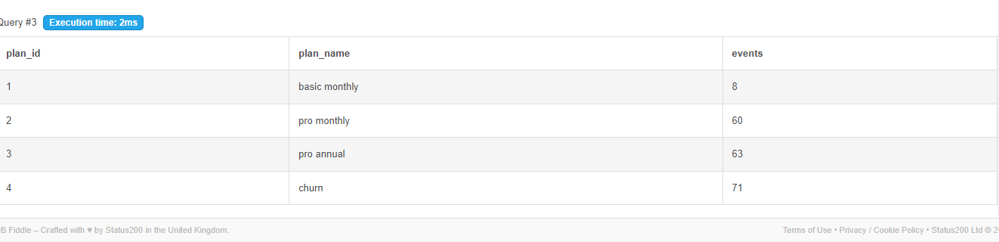 Query #3 Execution time: 2ms
plan_id plan_name events
1 basic monthly 8
2 pro monthly 60
3 pro annual 63
4 churn 71
B Fiddle – Crafted with ♥ by Status200 in the United Kingdom. Terms of Use • Privacy / Cookie Policy • Status200 Ltd © 2